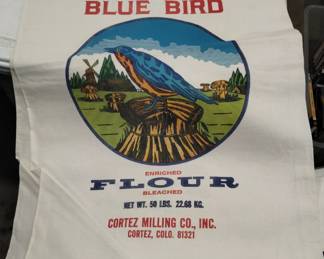 BLUE BIRD
ENRICHED
FLOUR
BLEACHED
NET WT. 50 LBS. 22.68 KG.
CORTEZ MILLING CO., INC.
CORTEZ, COLO. 81321